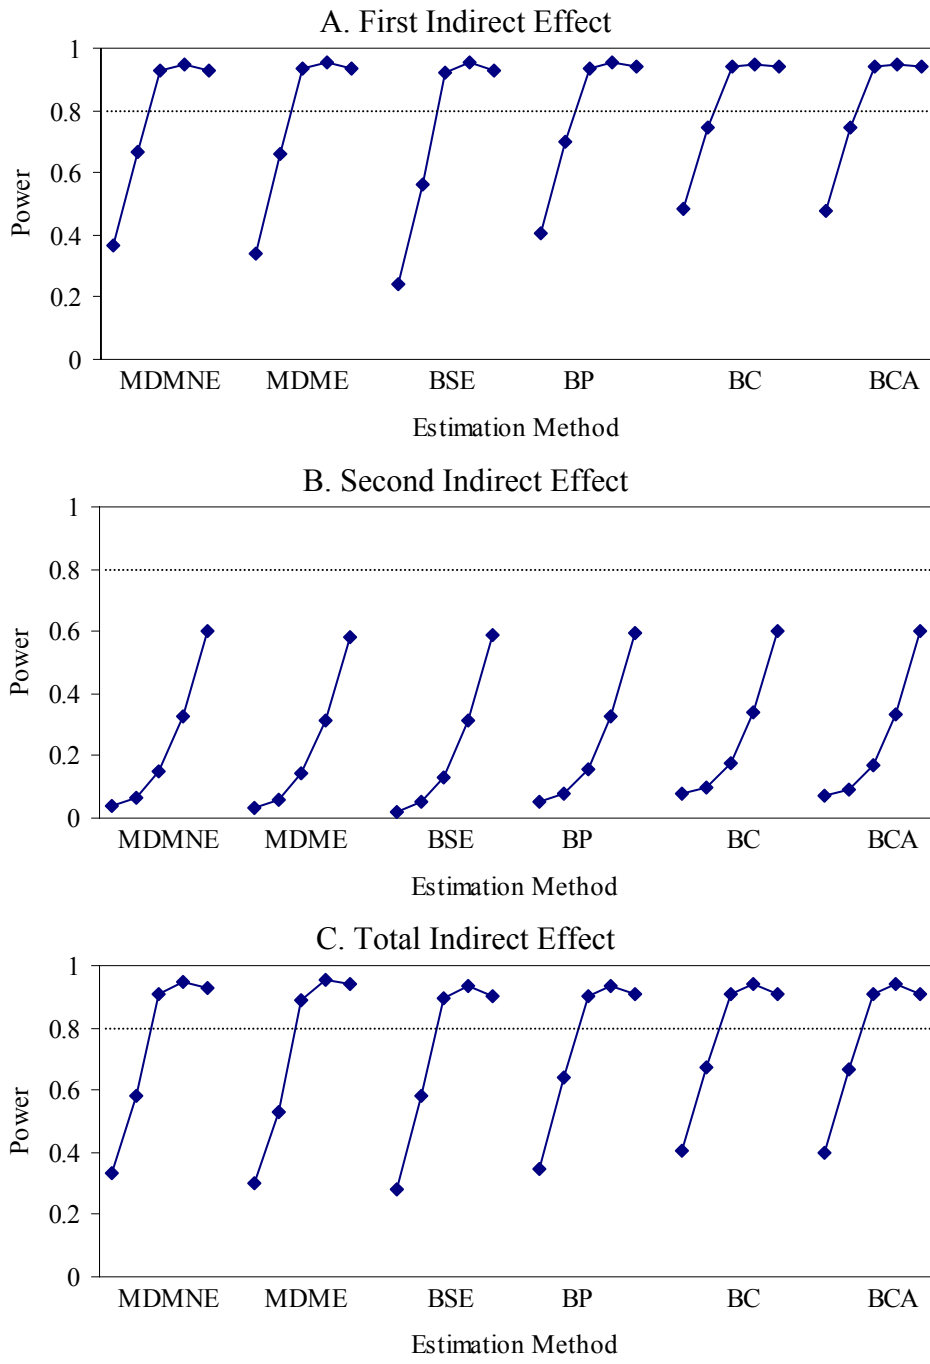 A. First Indirect Effect
1
0.8
0.6
0.4
0.2
0
Power
MDMNE MDME BSE BP BC BCA
Estimation Method
B. Second Indirect Effect
1
0.8
0.6
0.4
0.2
0
Power
MDMNE MDME BSE BP BC BCA
Estimation Method
C. Total Indirect Effect
1
0.8
0.6
0.4
0.2
0
Power
MDMNE MDME BSE BP BC BCA
Estimation Method